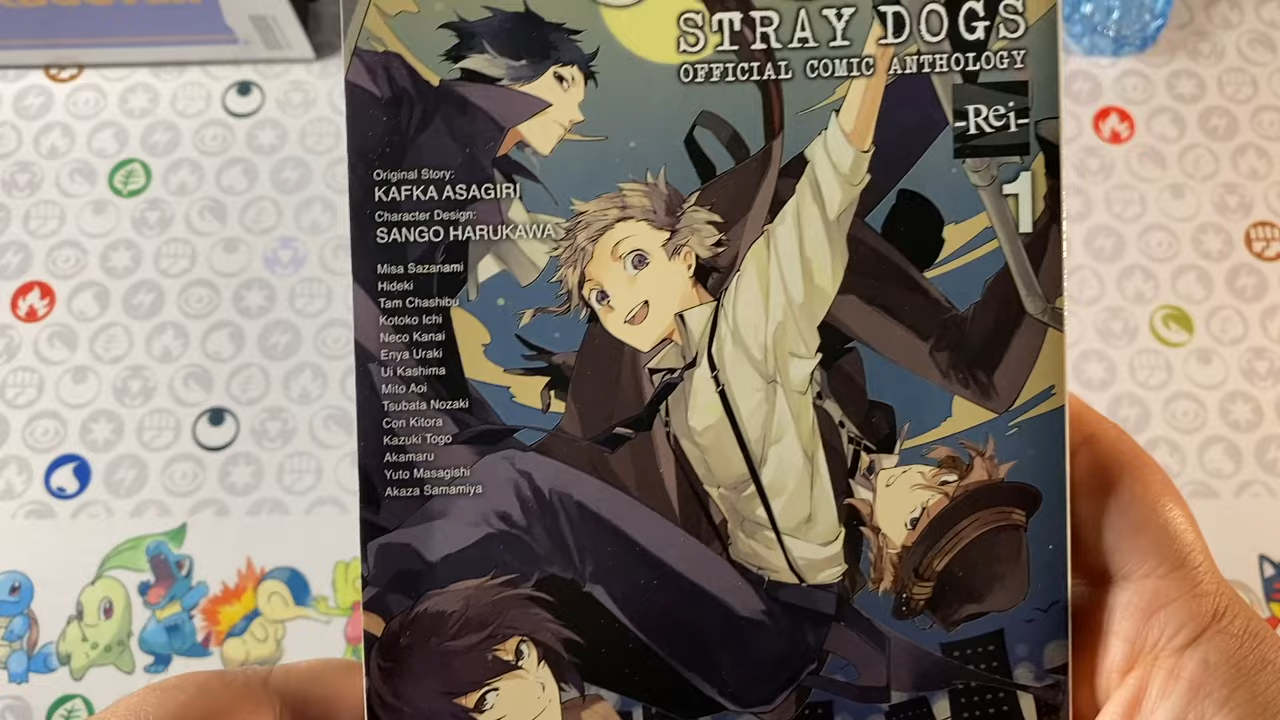 STRAY DOGS
OFFICIAL COMIC ANTHOLOGY
-Rei-
1
Original Story:
KAFKA ASAGIRI
Character Design:
SANGO HARUKAWA
Misa Sazanami
Hideki
Tam Chashibu
Kotoko Ichi
Neco Kanai
Enya Uraki
Ui Kashima
Mito Aoi
Tsubata Nozaki
Con Kitora
Kazuki Togo
Akamaru
Yuto Masagishi
Akaza Samamiya